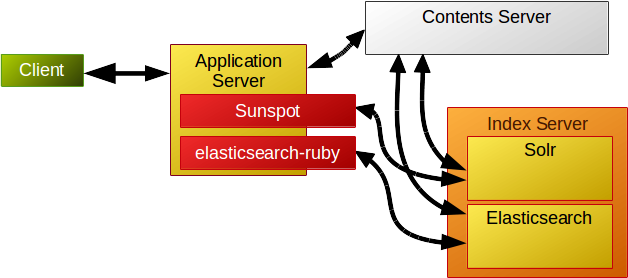 Contents Server
Client
Application
Server
Sunspot
elasticsearch-ruby
Index Server
Solr
Elasticsearch